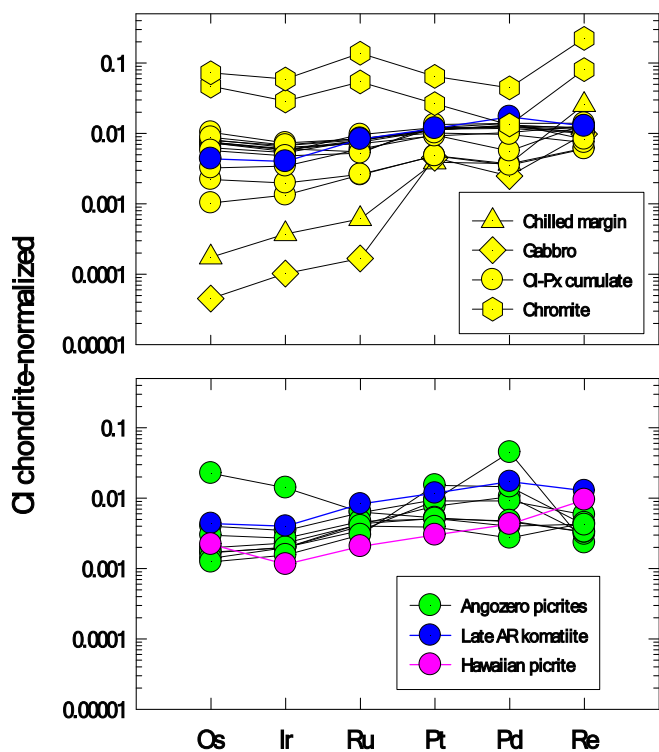 0.1
0.01
0.001
0.0001
0.00001
Chilled margin
Gabbro
Ol-Px cumulate
Chromite
CI chondrite-normalized
0.1
0.01
0.001
0.0001
0.00001
Angozero picrites
Late AR komatiite
Hawaiian picrite
Os Ir Ru Pt Pd Re